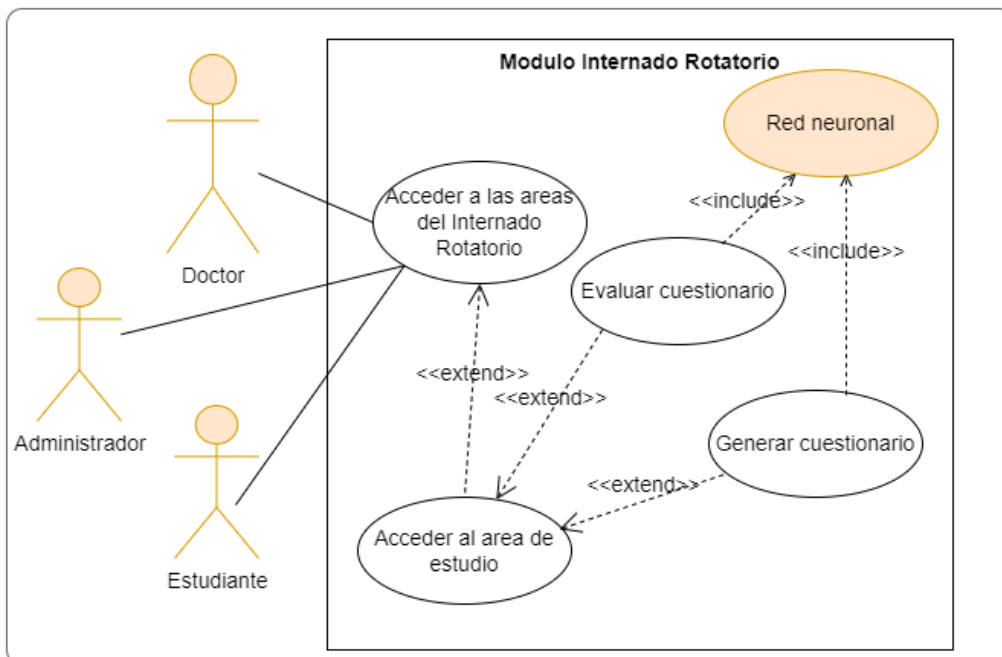 Modulo Internado Rotatorio
Red neuronal
Acceder a las areas
del Internado
Rotatorio
<<include>>
<<include>>
Doctor
Evaluar cuestionario
<<extend>>
<<extend>>
Administrador
Generar cuestionario
<<extend>>
Acceder al area de
estudio
Estudiante